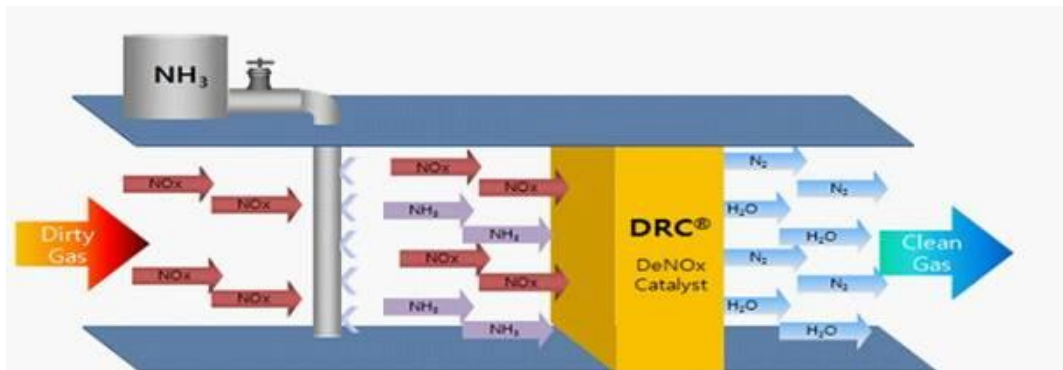 NH₃
Dirty
Gas
NOx
NOx
NOx
NOx
NOx
NOx
NH₃
NH₃
NOx
NOx
NH₃
NH₃
DRC®
DeNOx
Catalyst
N₂
N₂
H₂O
H₂O
N₂
N₂
H₂O
H₂O
Clean
Gas